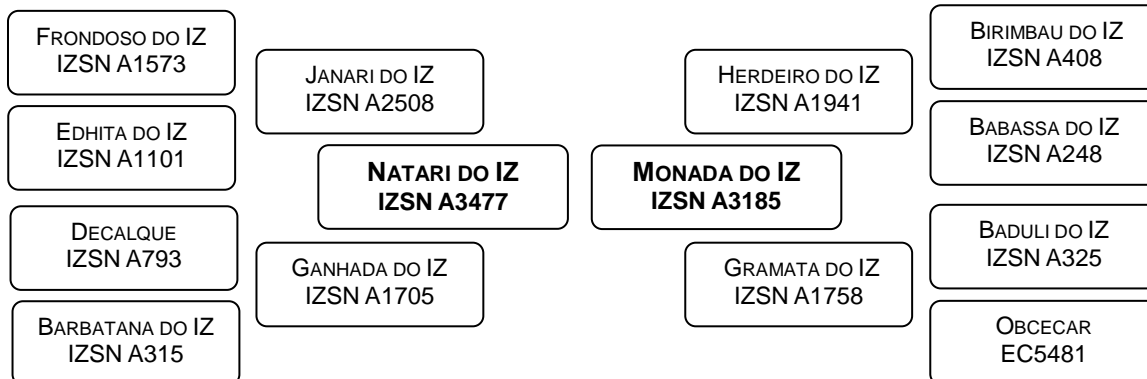 Frondoso do IZ
IZSN A1573
Edhita do IZ
IZSN A1101
Decalque
IZSN A793
Barbatana do IZ
IZSN A315
Janari do IZ
IZSN A2508
Ganhada do IZ
IZSN A1705
Natari do IZ
IZSN A3477
Monada do IZ
IZSN A3185
Herdeiro do IZ
IZSN A1941
Gramata do IZ
IZSN A1758
Birimbau do IZ
IZSN A408
Babassa do IZ
IZSN A248
Baduli do IZ
IZSN A325
Obcecar
EC5481